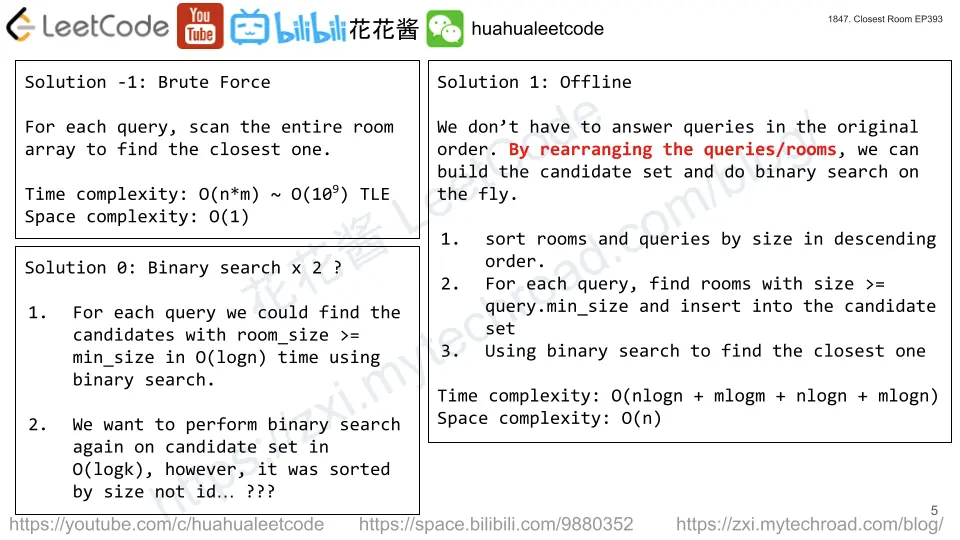 LeetCode
You
Tube
bilibili
花花酱
huahualeetcode
1847. Closest Room EP393
Solution -1: Brute Force
For each query, scan the entire room
array to find the closest one.
Time complexity: O(n*m) ~ O(10⁹) TLE
Space complexity: O(1)
Solution 0: Binary search x 2 ?
1. For each query we could find the
candidates with room_size >=
min_size in O(logn) time using
binary search.
2. We want to perform binary search
again on candidate set in
O(logk), however, it was sorted
by size not id… ???
Solution 1: Offline
We don’t have to answer queries in the original
order. By rearranging the queries/rooms, we can
build the candidate set and do binary search on
the fly.
1. sort rooms and queries by size in descending
order.
2. For each query, find rooms with size >=
query.min_size and insert into the candidate
set
3. Using binary search to find the closest one
Time complexity: O(nlogn + mlogm + nlogn + mlogn)
Space complexity: O(n)
花花酱 LeetCode
https://zxi.mytechroad.com/blog/
5
https://youtube.com/c/huahualeetcode
https://space.bilibili.com/9880352
https://zxi.mytechroad.com/blog/